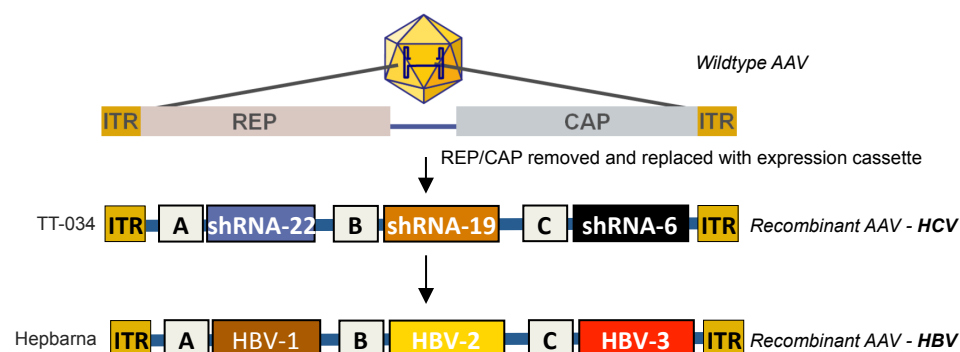 Wildtype AAV
ITR REP CAP ITR
REP/CAP removed and replaced with expression cassette
TT-034 ITR A shRNA-22 B shRNA-19 C shRNA-6 ITR Recombinant AAV - HCV
Hepbarna ITR A HBV-1 B HBV-2 C HBV-3 ITR Recombinant AAV - HBV